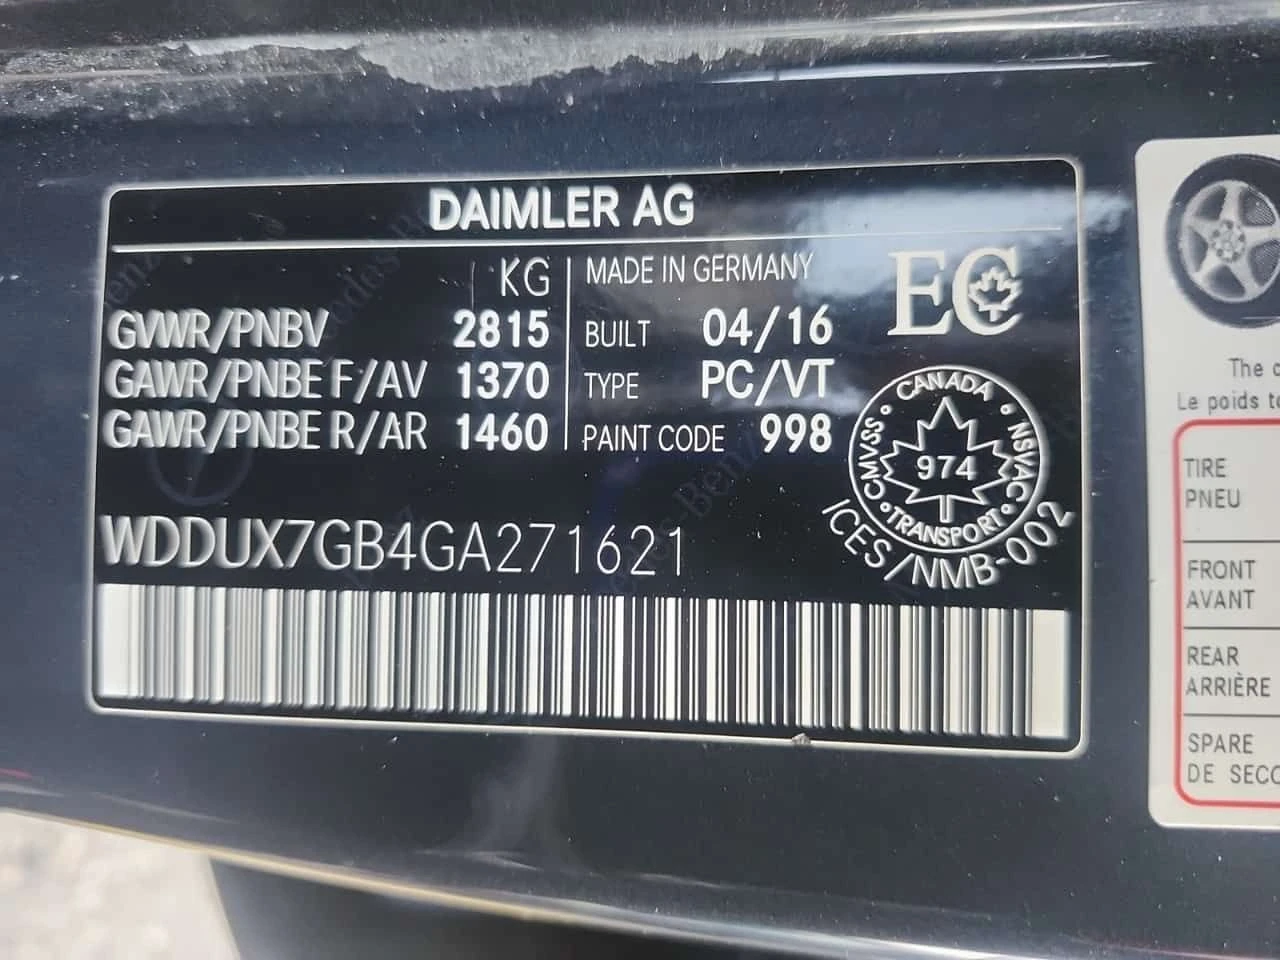 DAIMLER AG
KG
GVWR/PNBV 2815
GAWR/PNBE F/AV 1370
GAWR/PNBE R/AR 1460
MADE IN GERMANY
BUILT 04/16
TYPE PC/VT
PAINT CODE 998
EC
CANADA
CMVSS 974 NSVAC
TRANSPORT
ICES/NMB-002
WDDUX7GB4GA271621
The
Le poids
TIRE
PNEU
FRONT
AVANT
REAR
ARRIÈRE
SPARE
DE